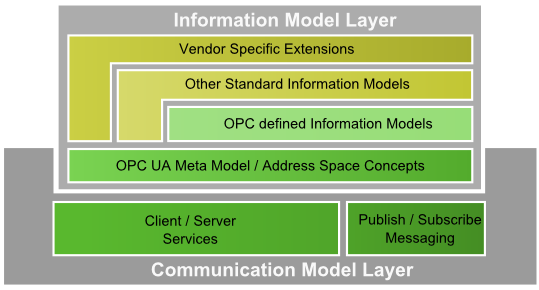 Information Model Layer
Vendor Specific Extensions
Other Standard Information Models
OPC defined Information Models
OPC UA Meta Model / Address Space Concepts
Client / Server
Services
Publish / Subscribe
Messaging
Communication Model Layer